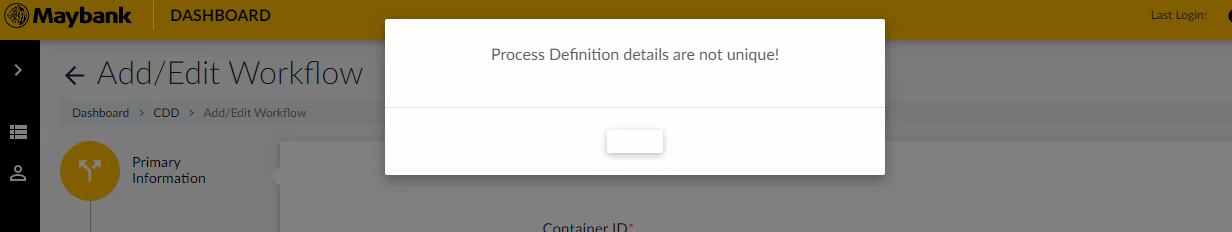 Maybank
DASHBOARD
Last Login:
Process Definition details are not unique!
Add/Edit Workflow
Dashboard > CDD > Add/Edit Workflow
Primary
Information
Container ID*